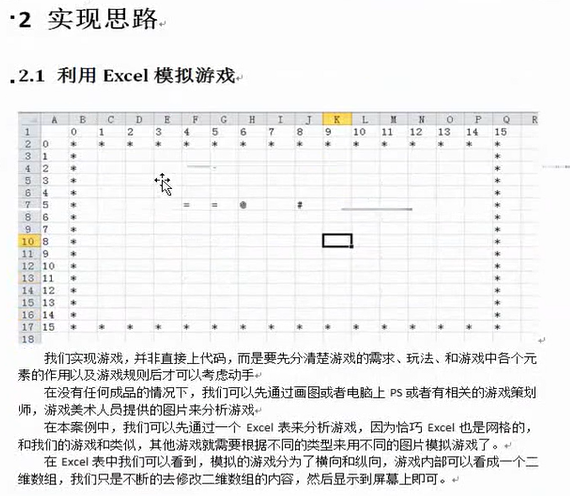 2 实现思路
2.1 利用 Excel 模拟游戏
A B C D E F G H I J K L M N O P Q R
1 0 1 2 3 4 5 6 7 8 9 10 11 12 13 14 15
2 0 * * * * * * * * * * * * * * * *
3 1 * *
4 2 * *
5 3 * *
6 4 * *
7 5 * = = @ # *
8 6 * *
9 7 * *
10 8 * *
11 9 * *
12 10 * *
13 11 * *
14 12 * *
15 13 * *
16 14 * *
17 15 * * * * * * * * * * * * * * * *
18
我们实现游戏，并非直接上代码，而是要先分清楚游戏的需求、玩法、和游戏中各个元
素的作用以及游戏规则后才可以考虑动手
在没有任何成品的情况下，我们可以先通过画图或者电脑上 PS 或者有相关的游戏策划
师，游戏美术人员提供的图片来分析游戏
在本案例中，我们可以先通过一个 Excel 表来分析游戏，因为恰巧 Excel 也是网格的，
和我们的游戏和类似，其他游戏就需要根据不同的类型来用不同的图片模拟游戏了。
在 Excel 表中我们可以看到，模拟的游戏分为了横向和纵向，游戏内部可以看成一个二
维数组，我们只是不断的去修改二维数组的内容，然后显示到屏幕上即可。